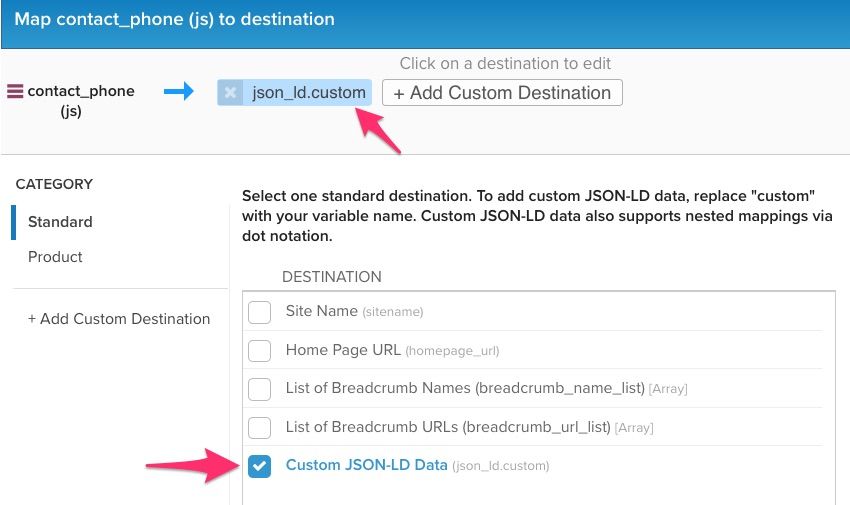 Map contact_phone (js) to destination
Click on a destination to edit
contact_phone
(js)
json_ld.custom
+ Add Custom Destination
CATEGORY
Standard
Product
+ Add Custom Destination
Select one standard destination. To add custom JSON-LD data, replace "custom"
with your variable name. Custom JSON-LD data also supports nested mappings via
dot notation.
DESTINATION
Site Name (sitename)
Home Page URL (homepage_url)
List of Breadcrumb Names (breadcrumb_name_list) [Array]
List of Breadcrumb URLs (breadcrumb_url_list) [Array]
Custom JSON-LD Data (json_ld.custom)